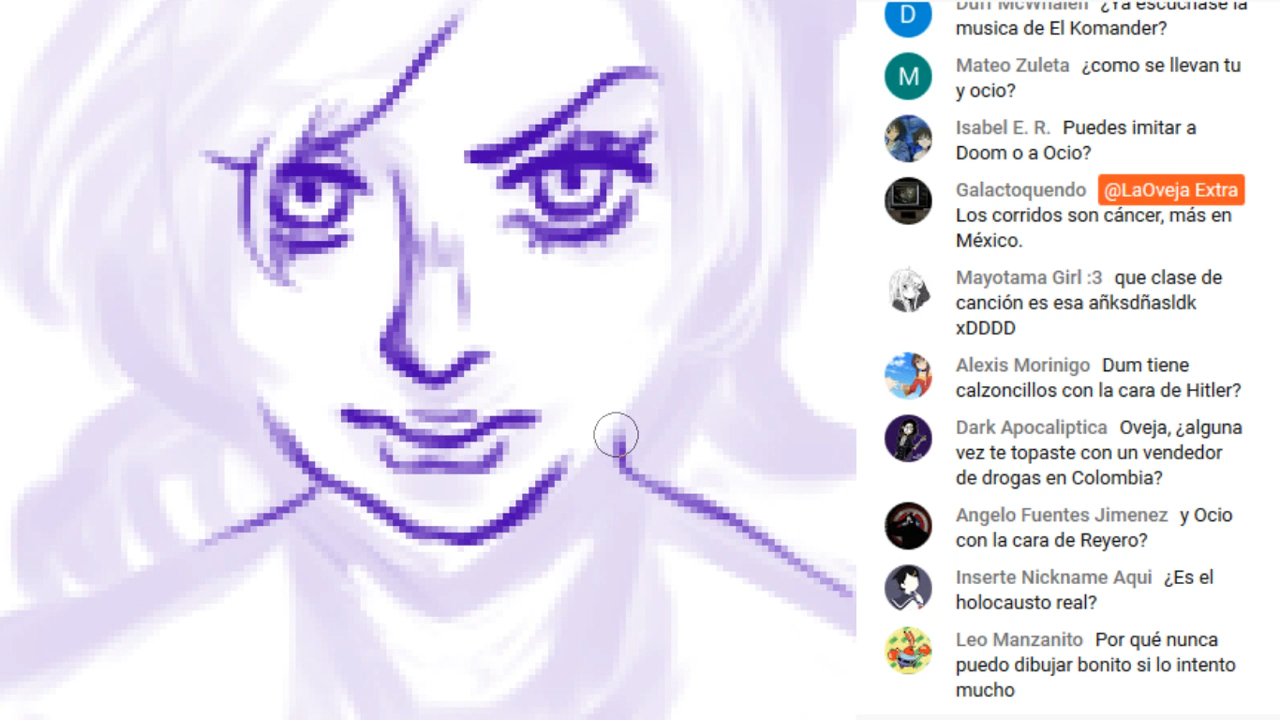 D Duff McWhalen ¿Ya escuchaste la
musica de El Komander?
M Mateo Zuleta ¿como se llevan tu
y ocio?
Isabel E. R. Puedes imitar a
Doom o a Ocio?
Galactoquendo @LaOveja Extra
Los corridos son cáncer, más en
México.
Mayotama Girl :3 que clase de
canción es esa añksdñasldk
xDDDD
Alexis Morinigo Dum tiene
calzoncillos con la cara de Hitler?
Dark Apocaliptica Oveja, ¿alguna
vez te topaste con un vendedor
de drogas en Colombia?
Angelo Fuentes Jimenez y Ocio
con la cara de Reyero?
Inserte Nickname Aqui ¿Es el
holocausto real?
Leo Manzanito Por qué nunca
puedo dibujar bonito si lo intento
mucho